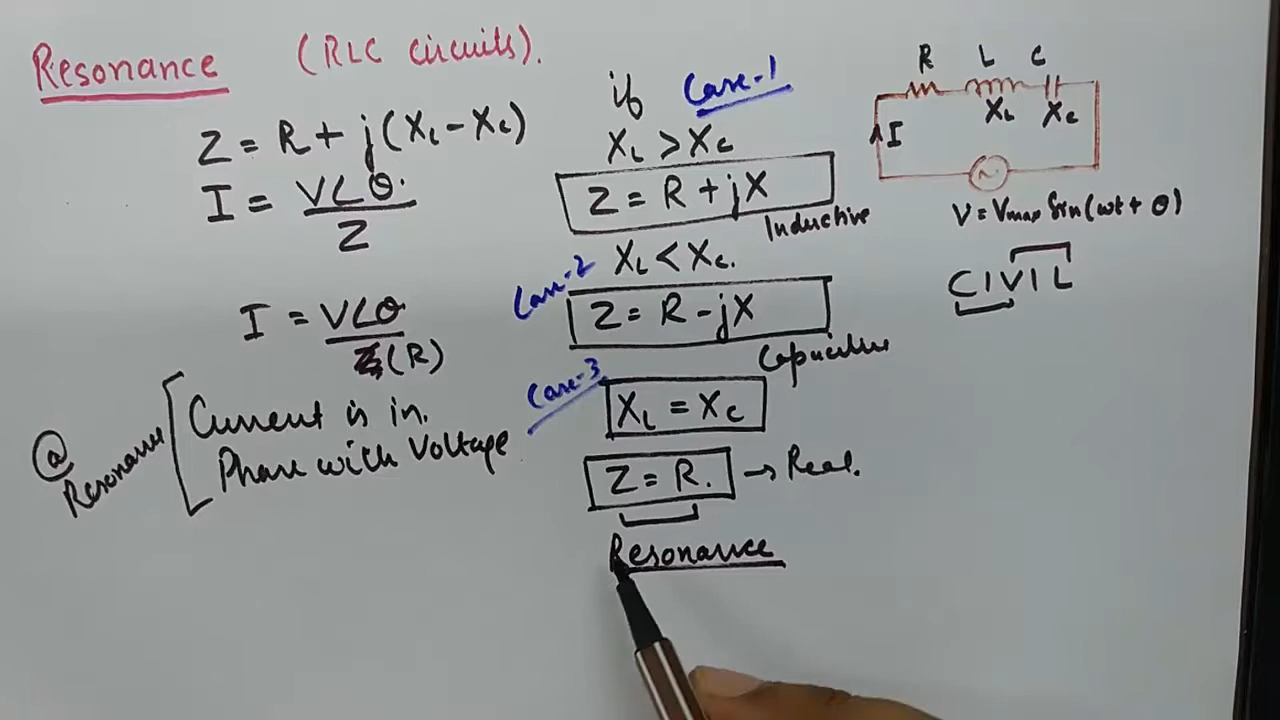 Resonance (RLC circuits).
Z = R + j(XL - XC)
I = V∠θ.
Z
I = V∠θ
(R)
@ Resonance
Current is in.
Phase with Voltage
if Case-1
XL > XC
Z = R + jX
Inductive
Case-2 XL < XC.
Z = R - jX
Capacitive
Case-3
XL = XC
Z = R. → Real.
Resonance
R L C
XL XC
I
~
V = Vmax Sin(ωt + θ)
CIVIL